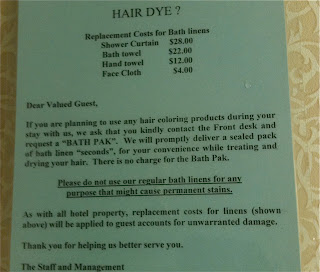 HAIR DYE ?
Replacement Costs for Bath linens
Shower Curtain $28.00
Bath towel $22.00
Hand towel $12.00
Face Cloth $4.00
Dear Valued Guest,
If you are planning to use any hair coloring products during your
stay with us, we ask that you kindly contact the Front desk and
request a “BATH PAK”. We will promptly deliver a sealed pack
of bath linen “seconds”, for your convenience while treating and
drying your hair. There is no charge for the Bath Pak.
Please do not use our regular bath linens for any
purpose that might cause permanent stains.
As with all hotel property, replacement costs for linens (shown
above) will be applied to guest accounts for unwarranted damage.
Thank you for helping us better serve you.
The Staff and Management